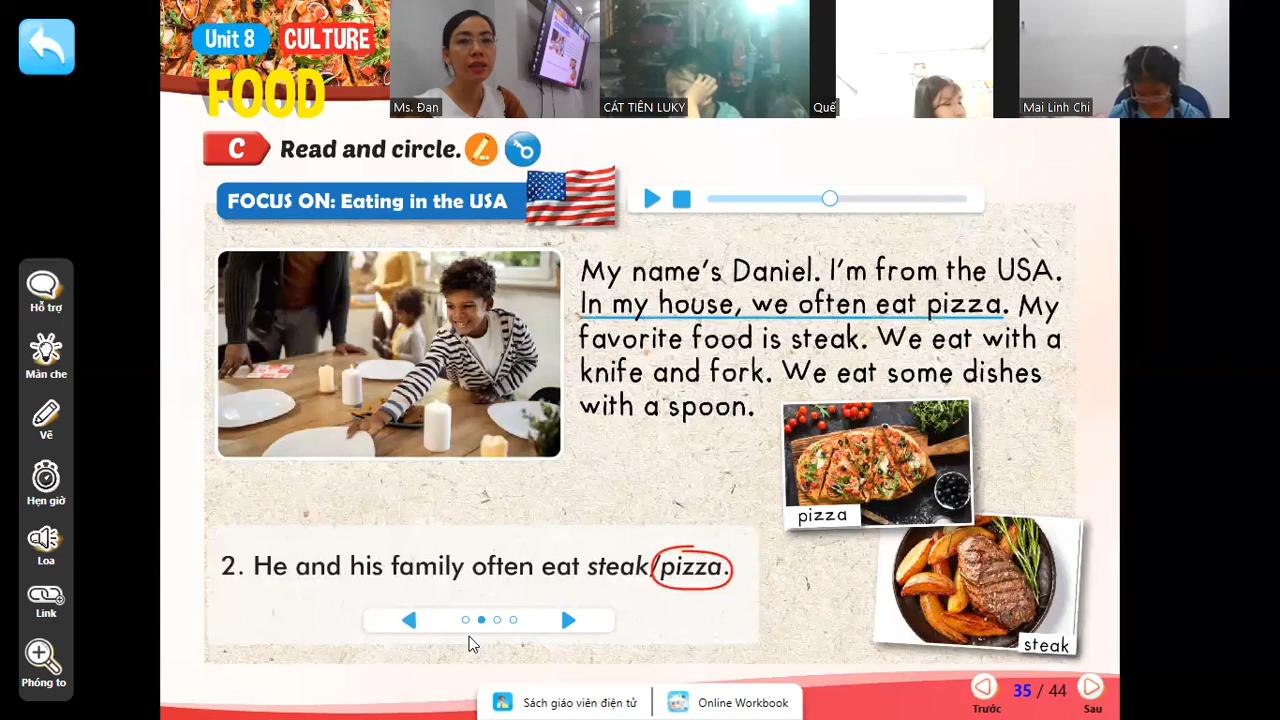 Unit 8 CULTURE
FOOD
Ms. Đan
CÁT TIÊN LUKY
Quế
Mai Linh Chi
C Read and circle.
FOCUS ON: Eating in the USA
My name's Daniel. I'm from the USA.
In my house, we often eat pizza. My
favorite food is steak. We eat with a
knife and fork. We eat some dishes
with a spoon.
pizza
steak
2. He and his family often eat steak/pizza.
Hỗ trợ
Màn che
Vẽ
Hẹn giờ
Loa
Link
Phóng to
Sách giáo viên điện tử
Online Workbook
Trước
35 / 44
Sau